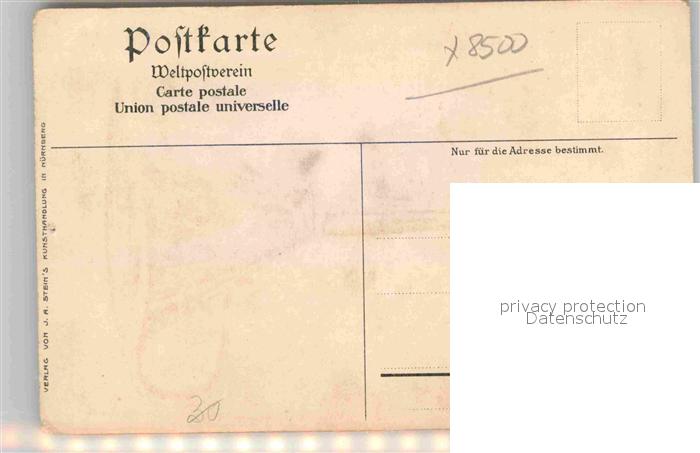 Poſtkarte
Weltpoſtverein
Carte postale
Union postale universelle
x 8500
Nur für die Adresse bestimmt.
VERLAG VON J. A. STEIN'S KUNSTHANDLUNG IN NÜRNBERG
privacy protection
Datenschutz
20